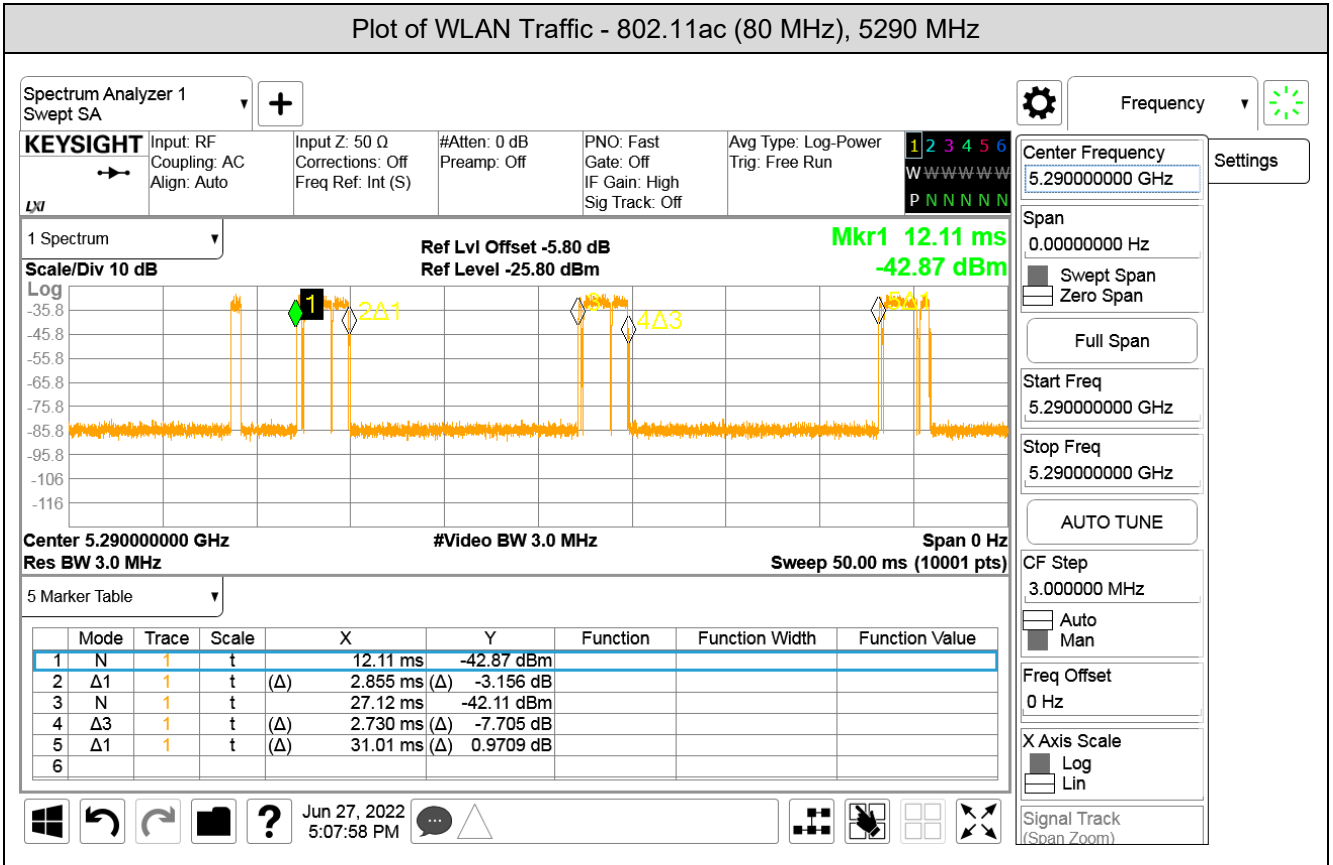 Plot of WLAN Traffic - 802.11ac (80 MHz), 5290 MHz
Spectrum Analyzer 1
Swept SA
Frequency
KEYSIGHT
LXI
Input: RF
Coupling: AC
Align: Auto
Input Z: 50 Ω
Corrections: Off
Freq Ref: Int (S)
#Atten: 0 dB
Preamp: Off
PNO: Fast
Gate: Off
IF Gain: High
Sig Track: Off
Avg Type: Log-Power
Trig: Free Run
1 2 3 4 5 6
W W W W W W
P N N N N N
Settings
1 Spectrum
Ref Lvl Offset -5.80 dB
Mkr1 12.11 ms
Scale/Div 10 dB
Ref Level -25.80 dBm
-42.87 dBm
Log
-35.8
-45.8
-55.8
-65.8
-75.8
-85.8
-95.8
-106
-116
1
2Δ1
3
4Δ3
5Δ1
Center 5.290000000 GHz
#Video BW 3.0 MHz
Span 0 Hz
Res BW 3.0 MHz
Sweep 50.00 ms (10001 pts)
5 Marker Table
Mode Trace Scale X Y Function Function Width Function Value
1 N 1 t 12.11 ms -42.87 dBm
2 Δ1 1 t (Δ) 2.855 ms (Δ) -3.156 dB
3 N 1 t 27.12 ms -42.11 dBm
4 Δ3 1 t (Δ) 2.730 ms (Δ) -7.705 dB
5 Δ1 1 t (Δ) 31.01 ms (Δ) 0.9709 dB
6
Jun 27, 2022
5:07:58 PM
Center Frequency
5.290000000 GHz
Span
0.00000000 Hz
Swept Span
Zero Span
Full Span
Start Freq
5.290000000 GHz
Stop Freq
5.290000000 GHz
AUTO TUNE
CF Step
3.000000 MHz
Auto
Man
Freq Offset
0 Hz
X Axis Scale
Log
Lin
Signal Track
(Span Zoom)